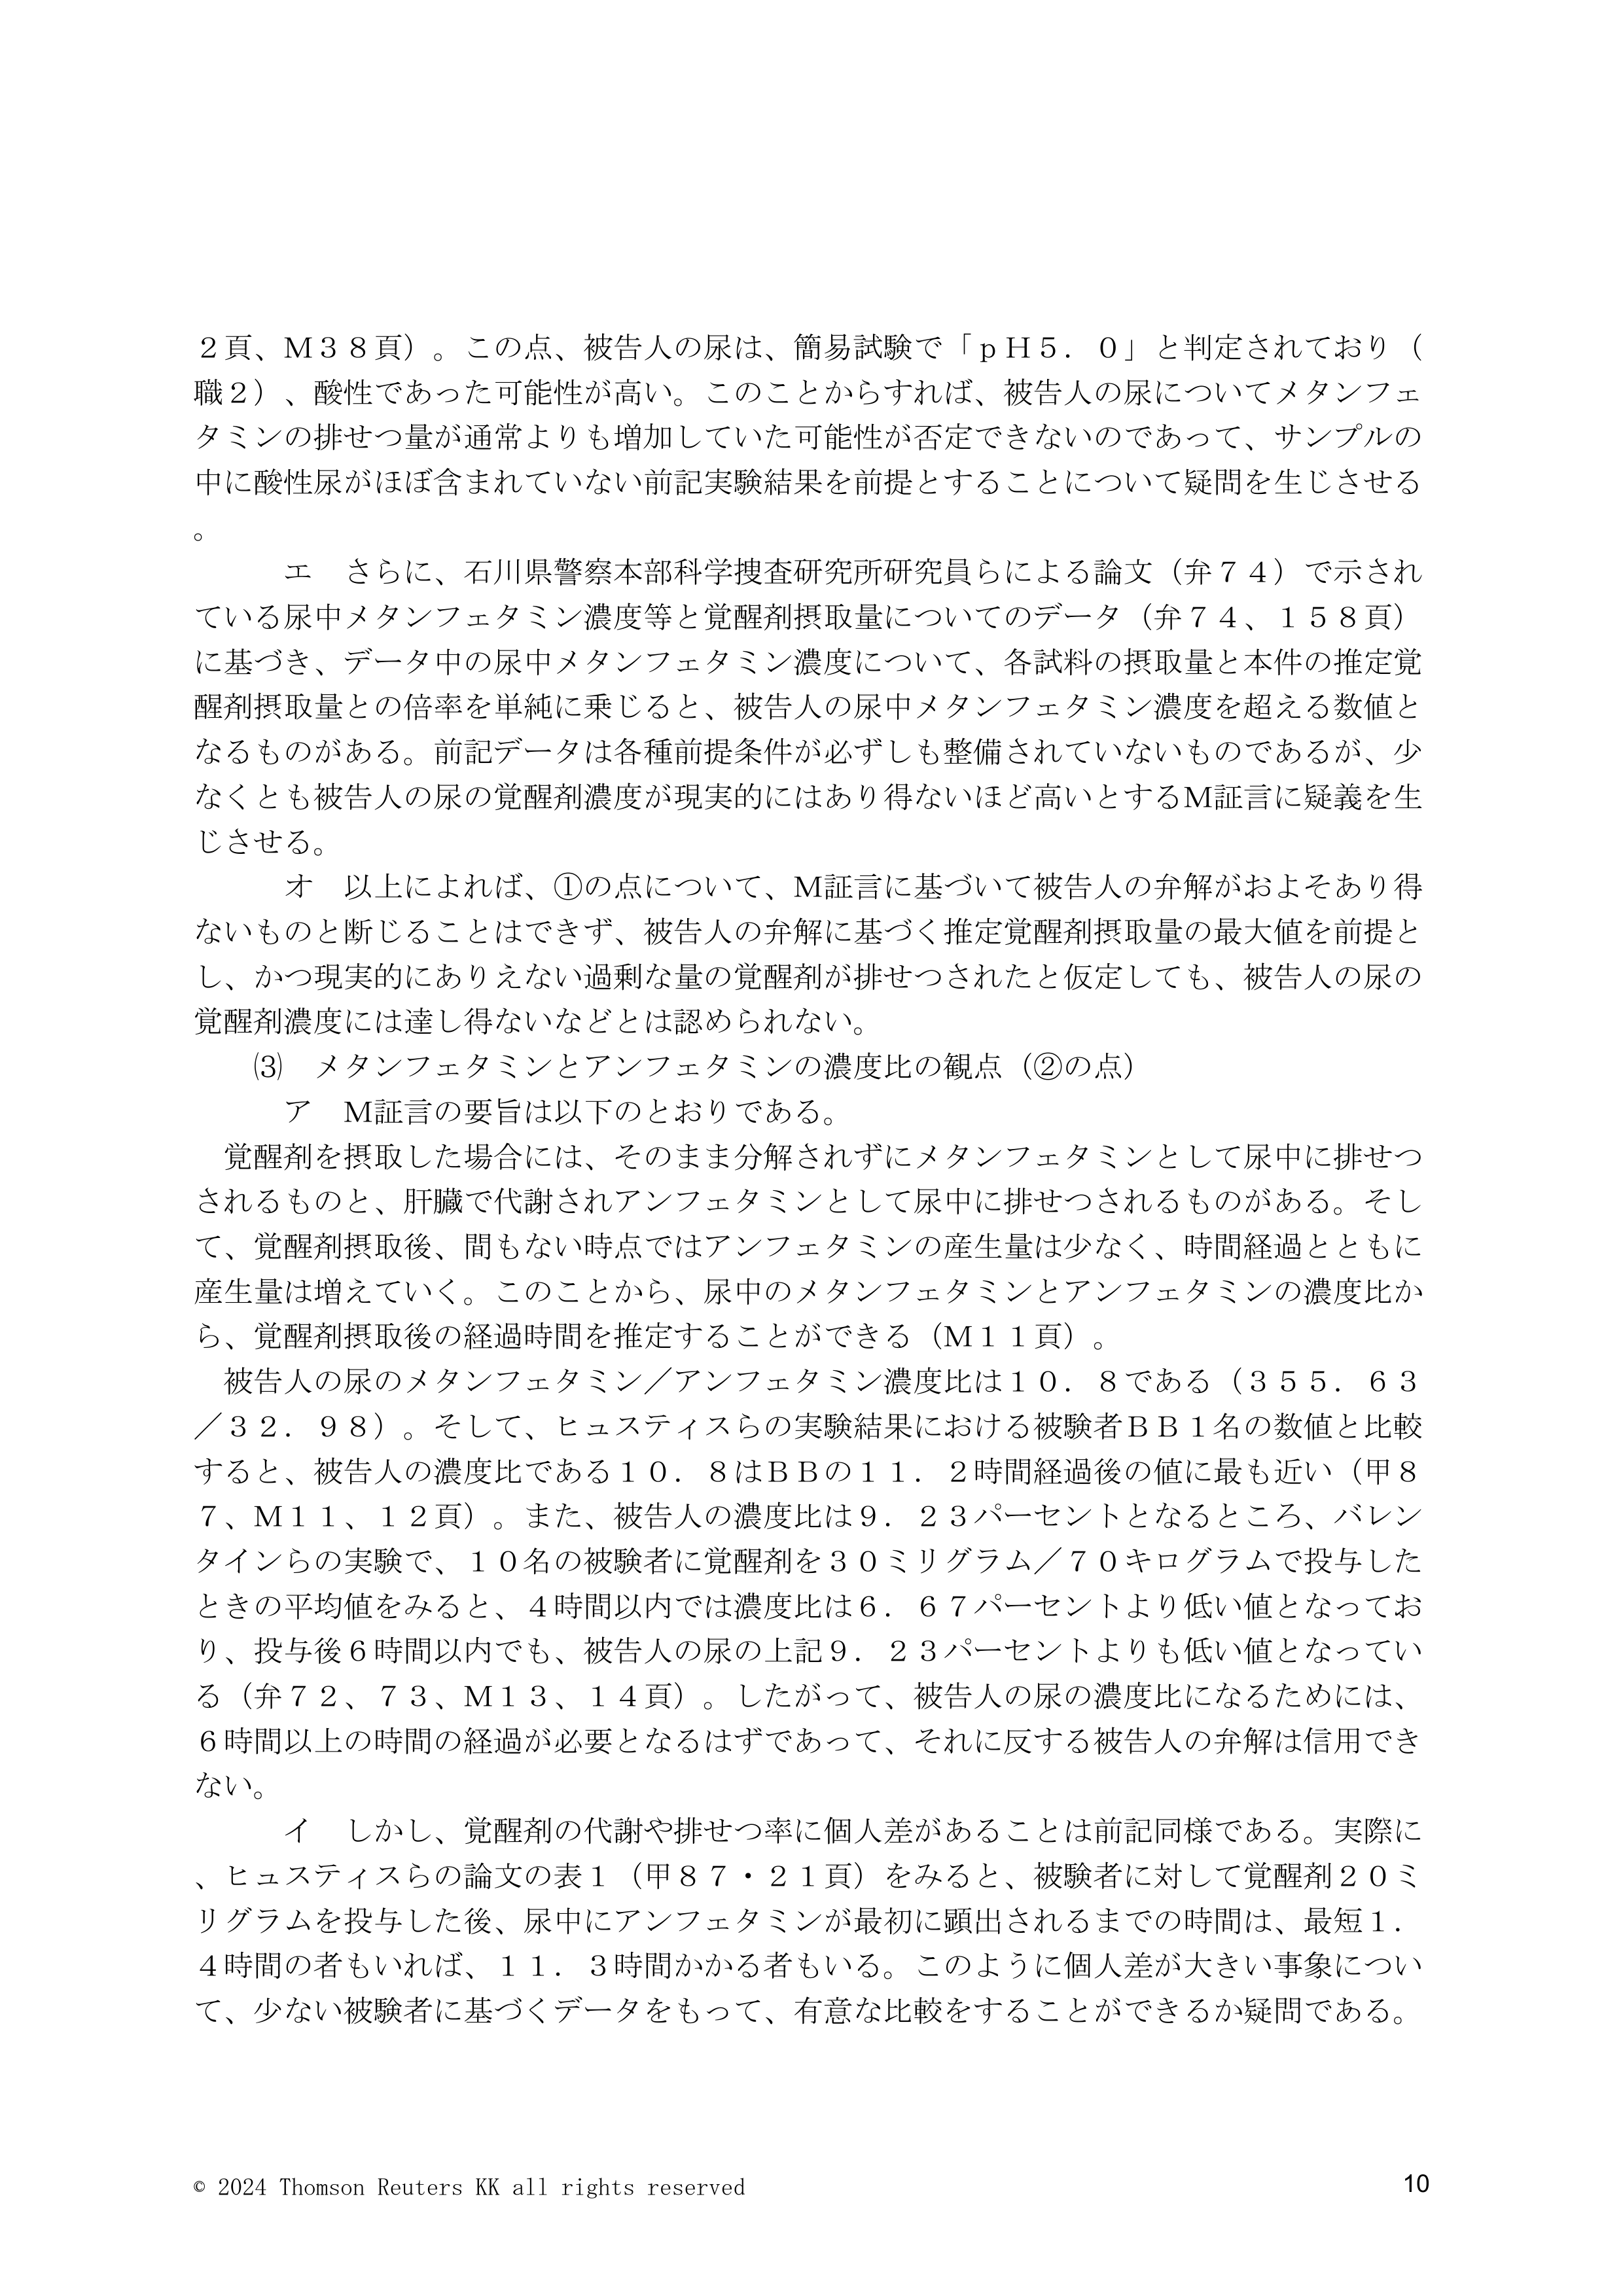 ２頁、Ｍ３８頁）。この点、被告人の尿は、簡易試験で「ｐＨ５．０」と判定されており（
職２）、酸性であった可能性が高い。このことからすれば、被告人の尿についてメタンフェ
タミンの排せつ量が通常よりも増加していた可能性が否定できないのであって、サンプルの
中に酸性尿がほぼ含まれていない前記実験結果を前提とすることについて疑問を生じさせる
。
エ　さらに、石川県警察本部科学捜査研究所研究員らによる論文（弁７４）で示され
ている尿中メタンフェタミン濃度等と覚醒剤摂取量についてのデータ（弁７４、１５８頁）
に基づき、データ中の尿中メタンフェタミン濃度について、各試料の摂取量と本件の推定覚
醒剤摂取量との倍率を単純に乗じると、被告人の尿中メタンフェタミン濃度を超える数値と
なるものがある。前記データは各種前提条件が必ずしも整備されていないものであるが、少
なくとも被告人の尿の覚醒剤濃度が現実的にはあり得ないほど高いとするＭ証言に疑義を生
じさせる。
オ　以上によれば、①の点について、Ｍ証言に基づいて被告人の弁解がおよそあり得
ないものと断じることはできず、被告人の弁解に基づく推定覚醒剤摂取量の最大値を前提と
し、かつ現実的にありえない過剰な量の覚醒剤が排せつされたと仮定しても、被告人の尿の
覚醒剤濃度には達し得ないなどとは認められない。
⑶　メタンフェタミンとアンフェタミンの濃度比の観点（②の点）
ア　Ｍ証言の要旨は以下のとおりである。
覚醒剤を摂取した場合には、そのまま分解されずにメタンフェタミンとして尿中に排せつ
されるものと、肝臓で代謝されアンフェタミンとして尿中に排せつされるものがある。そし
て、覚醒剤摂取後、間もない時点ではアンフェタミンの産生量は少なく、時間経過とともに
産生量は増えていく。このことから、尿中のメタンフェタミンとアンフェタミンの濃度比か
ら、覚醒剤摂取後の経過時間を推定することができる（Ｍ１１頁）。
被告人の尿のメタンフェタミン／アンフェタミン濃度比は１０．８である（３５５．６３
／３２．９８）。そして、ヒュスティスらの実験結果における被験者ＢＢ１名の数値と比較
すると、被告人の濃度比である１０．８はＢＢの１１．２時間経過後の値に最も近い（甲８
７、Ｍ１１、１２頁）。また、被告人の濃度比は９．２３パーセントとなるところ、バレン
タインらの実験で、１０名の被験者に覚醒剤を３０ミリグラム／７０キログラムで投与した
ときの平均値をみると、４時間以内では濃度比は６．６７パーセントより低い値となってお
り、投与後６時間以内でも、被告人の尿の上記９．２３パーセントよりも低い値となってい
る（弁７２、７３、Ｍ１３、１４頁）。したがって、被告人の尿の濃度比になるためには、
６時間以上の時間の経過が必要となるはずであって、それに反する被告人の弁解は信用でき
ない。
イ　しかし、覚醒剤の代謝や排せつ率に個人差があることは前記同様である。実際に
、ヒュスティスらの論文の表１（甲８７・２１頁）をみると、被験者に対して覚醒剤２０ミ
リグラムを投与した後、尿中にアンフェタミンが最初に顕出されるまでの時間は、最短１．
４時間の者もいれば、１１．３時間かかる者もいる。このように個人差が大きい事象につい
て、少ない被験者に基づくデータをもって、有意な比較をすることができるか疑問である。
© 2024 Thomson Reuters KK all rights reserved
10